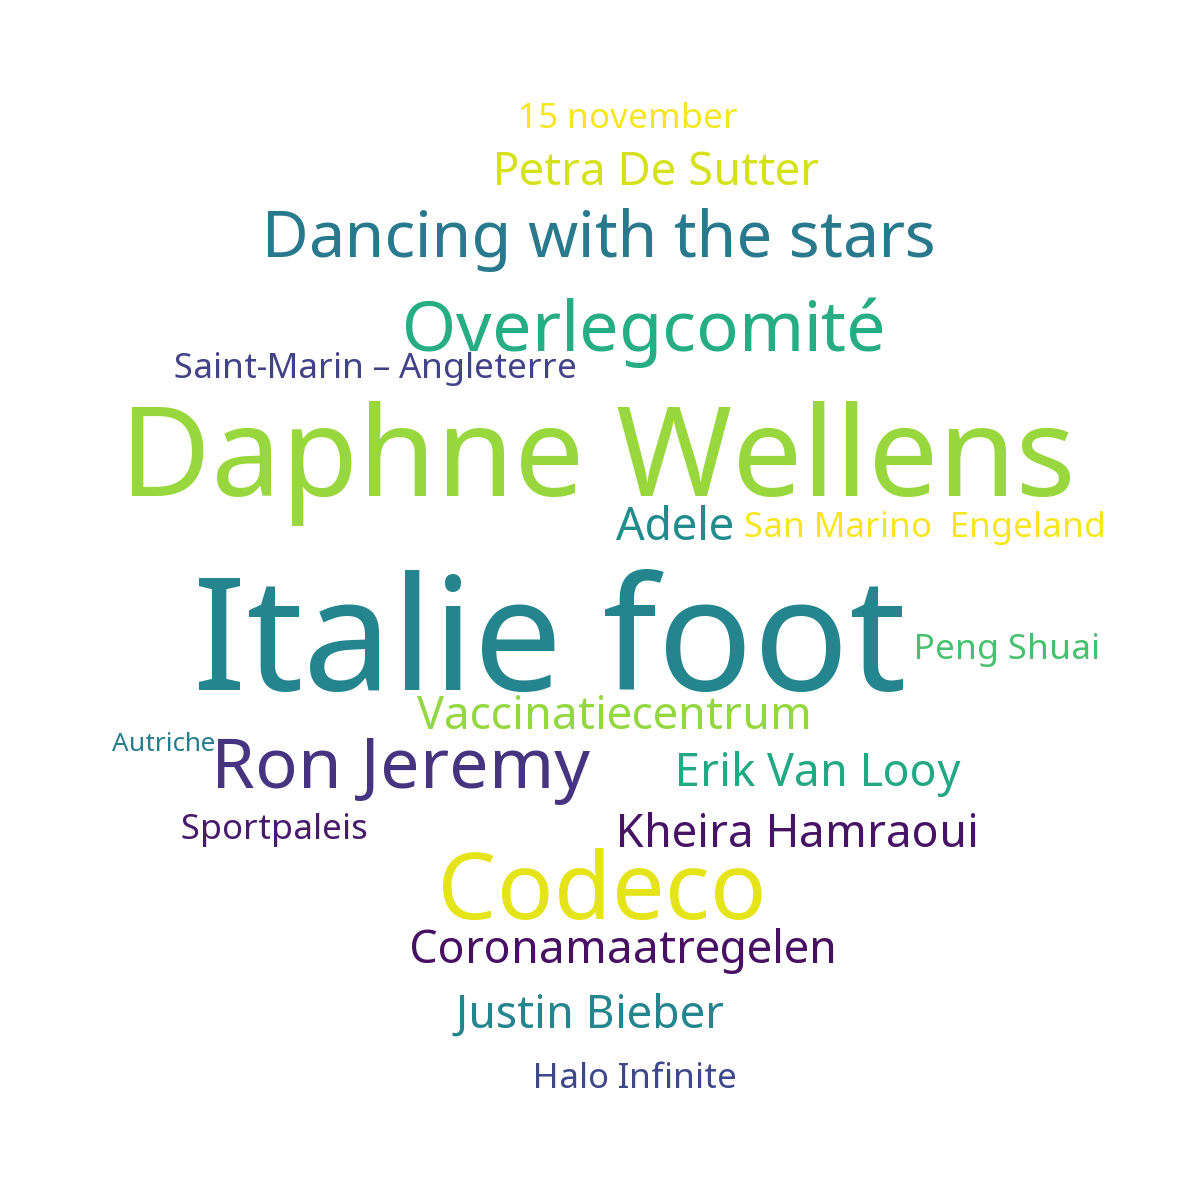 15 november
Petra De Sutter
Dancing with the stars
Overlegcomité
Saint-Marin – Angleterre
Daphne Wellens
Adele
San Marino  Engeland
Italie foot
Peng Shuai
Vaccinatiecentrum
Autriche
Ron Jeremy
Erik Van Looy
Sportpaleis
Kheira Hamraoui
Codeco
Coronamaatregelen
Justin Bieber
Halo Infinite